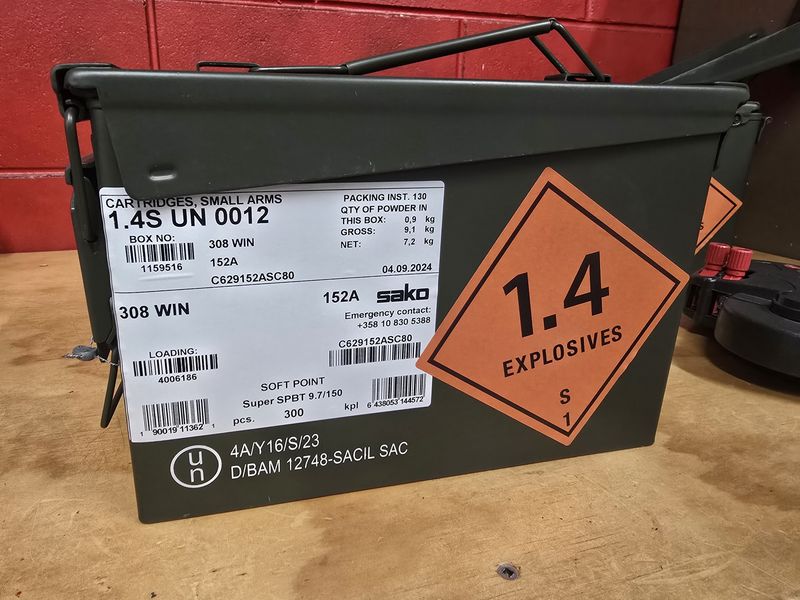 CARTRIDGES, SMALL ARMS
1.4S UN 0012
BOX NO:
1159516
308 WIN
152A
C629152ASC80
PACKING INST. 130
QTY OF POWDER IN
THIS BOX: 0,9 kg
GROSS: 9,1 kg
NET: 7,2 kg
04.09.2024
308 WIN
152A sako
Emergency contact:
+358 10 830 5388
C629152ASC80
LOADING:
4006186
SOFT POINT
Super SPBT 9.7/150
pcs. 300 kpl
1 90019 11362 1
6 438053 144572
un
4A/Y16/S/23
D/BAM 12748-SACIL SAC
1.4
EXPLOSIVES
S
1